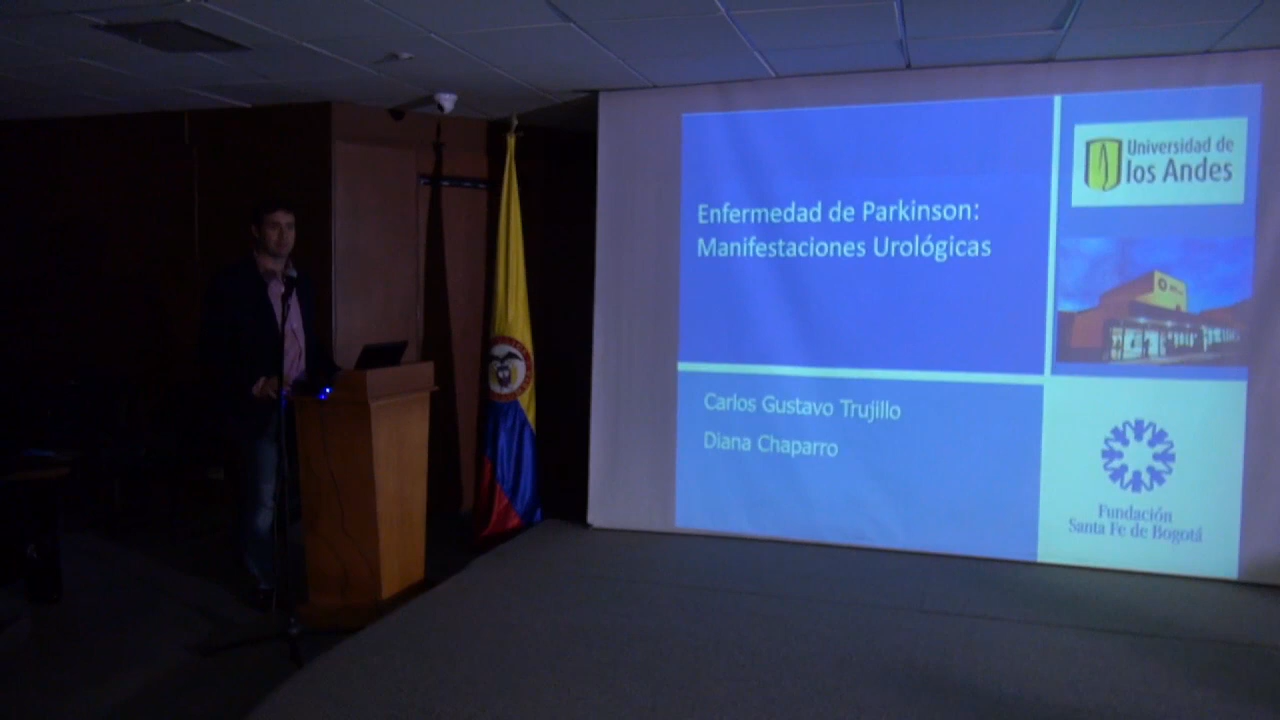 Enfermedad de Parkinson:
Manifestaciones Urológicas
Carlos Gustavo Trujillo
Diana Chaparro
Universidad de
los Andes
Fundación
Santa Fe de Bogotá